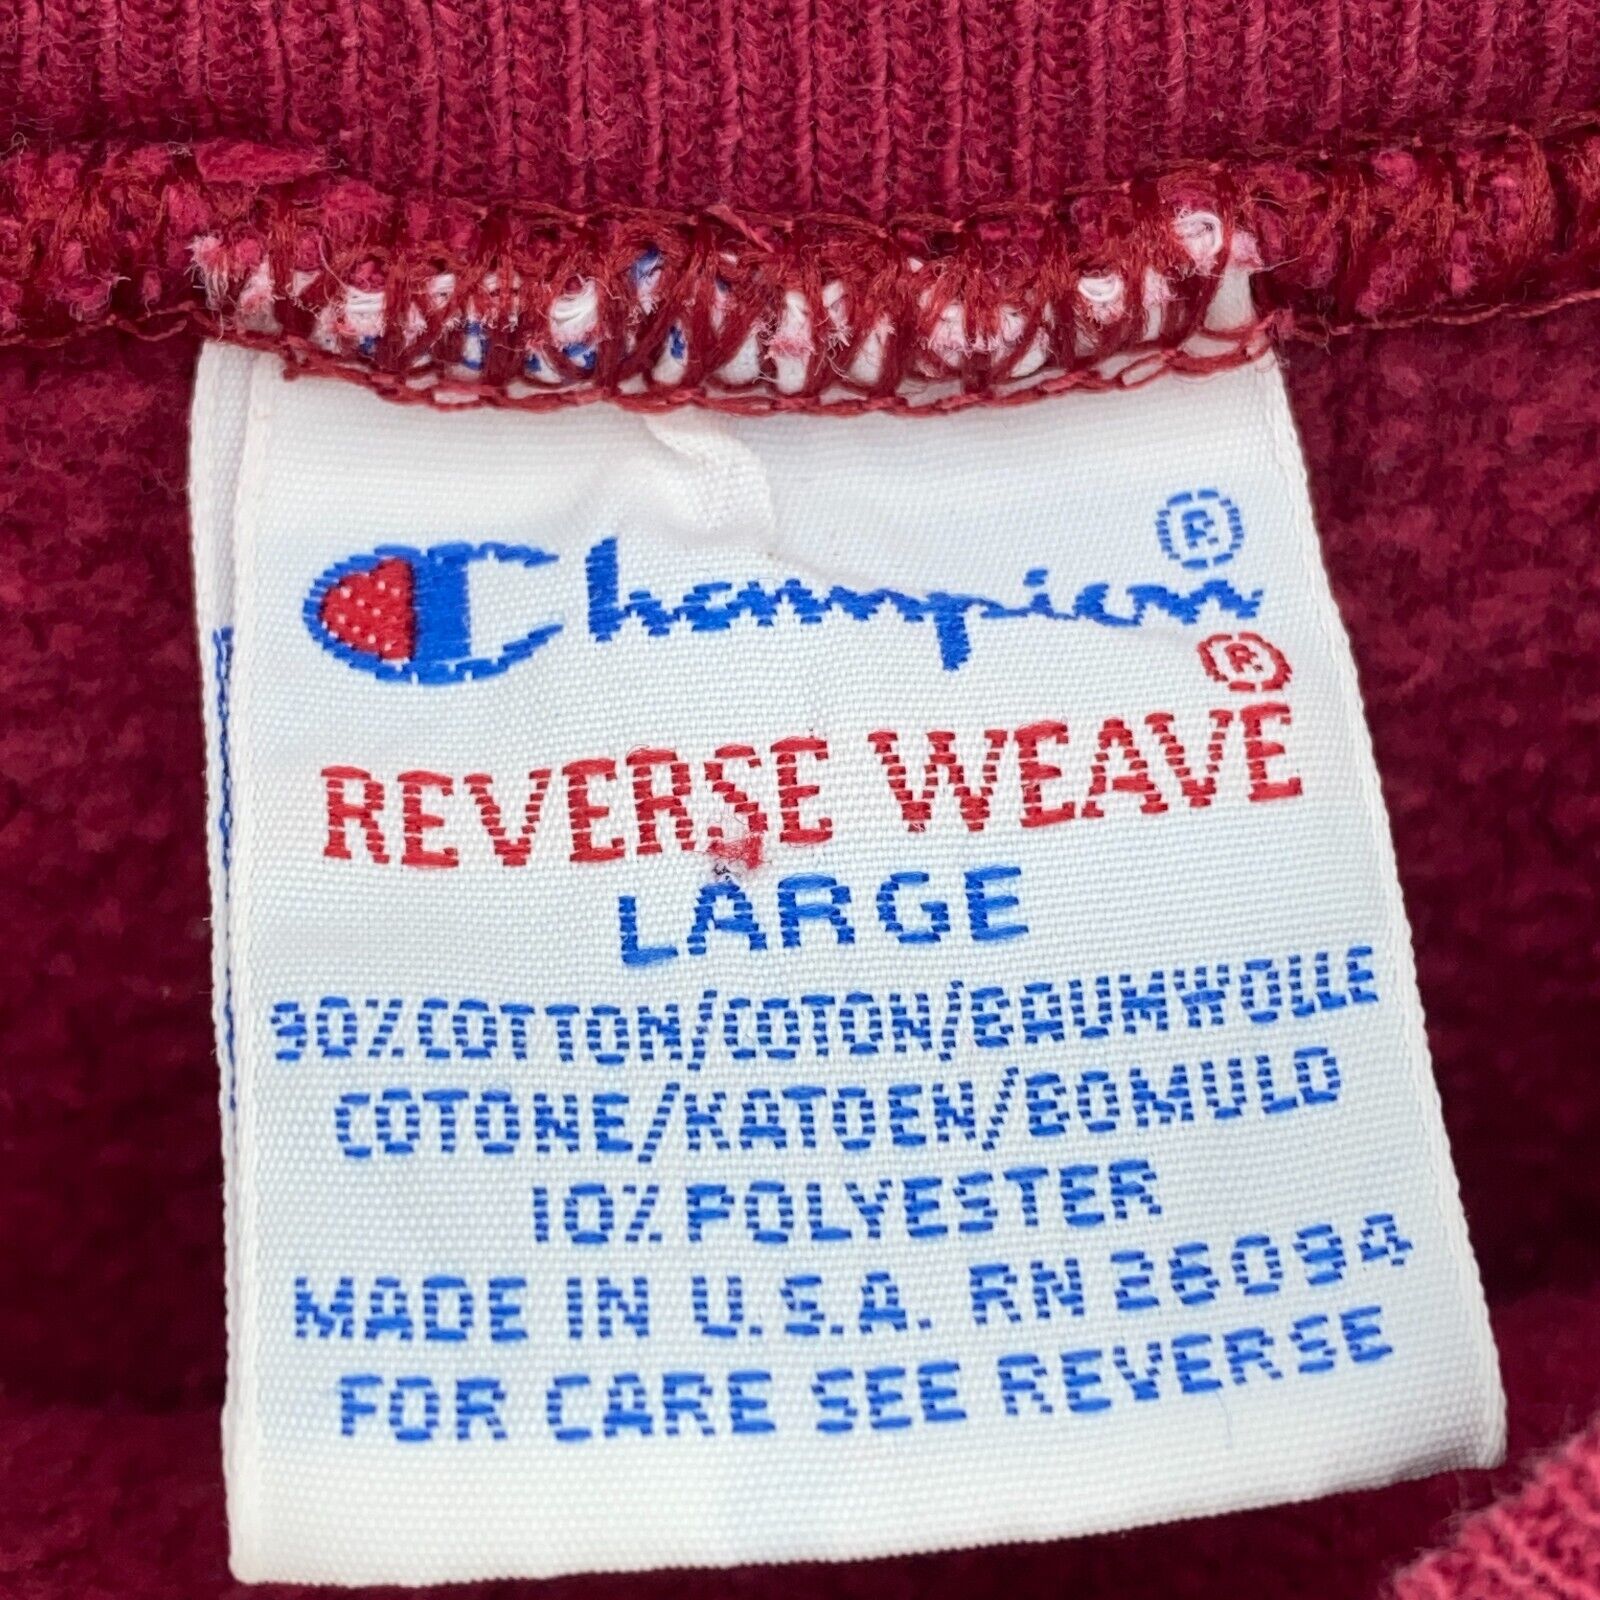 Champion®
®
REVERSE WEAVE
LARGE
90% COTTON/COTON/BAUMWOLLE
COTONE/KATOEN/BOMULD
10% POLYESTER
MADE IN U.S.A. RN 26094
FOR CARE SEE REVERSE